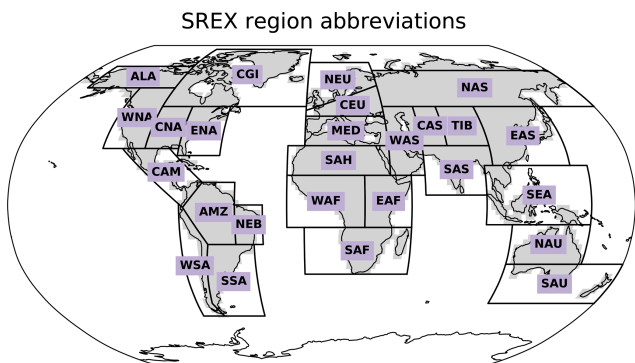 SREX region abbreviations
ALA
CGI
NEU
NAS
CEU
WNA
CNA
ENA
MED
CAS
TIB
EAS
WAS
SAH
SAS
CAM
WAF
EAF
SEA
AMZ
NEB
NAU
SAF
WSA
SSA
SAU